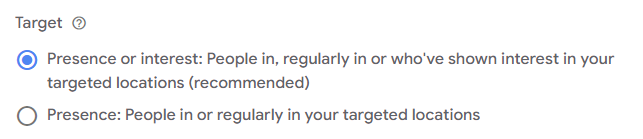 Target
Presence or interest: People in, regularly in or who've shown interest in your
targeted locations (recommended)
Presence: People in or regularly in your targeted locations